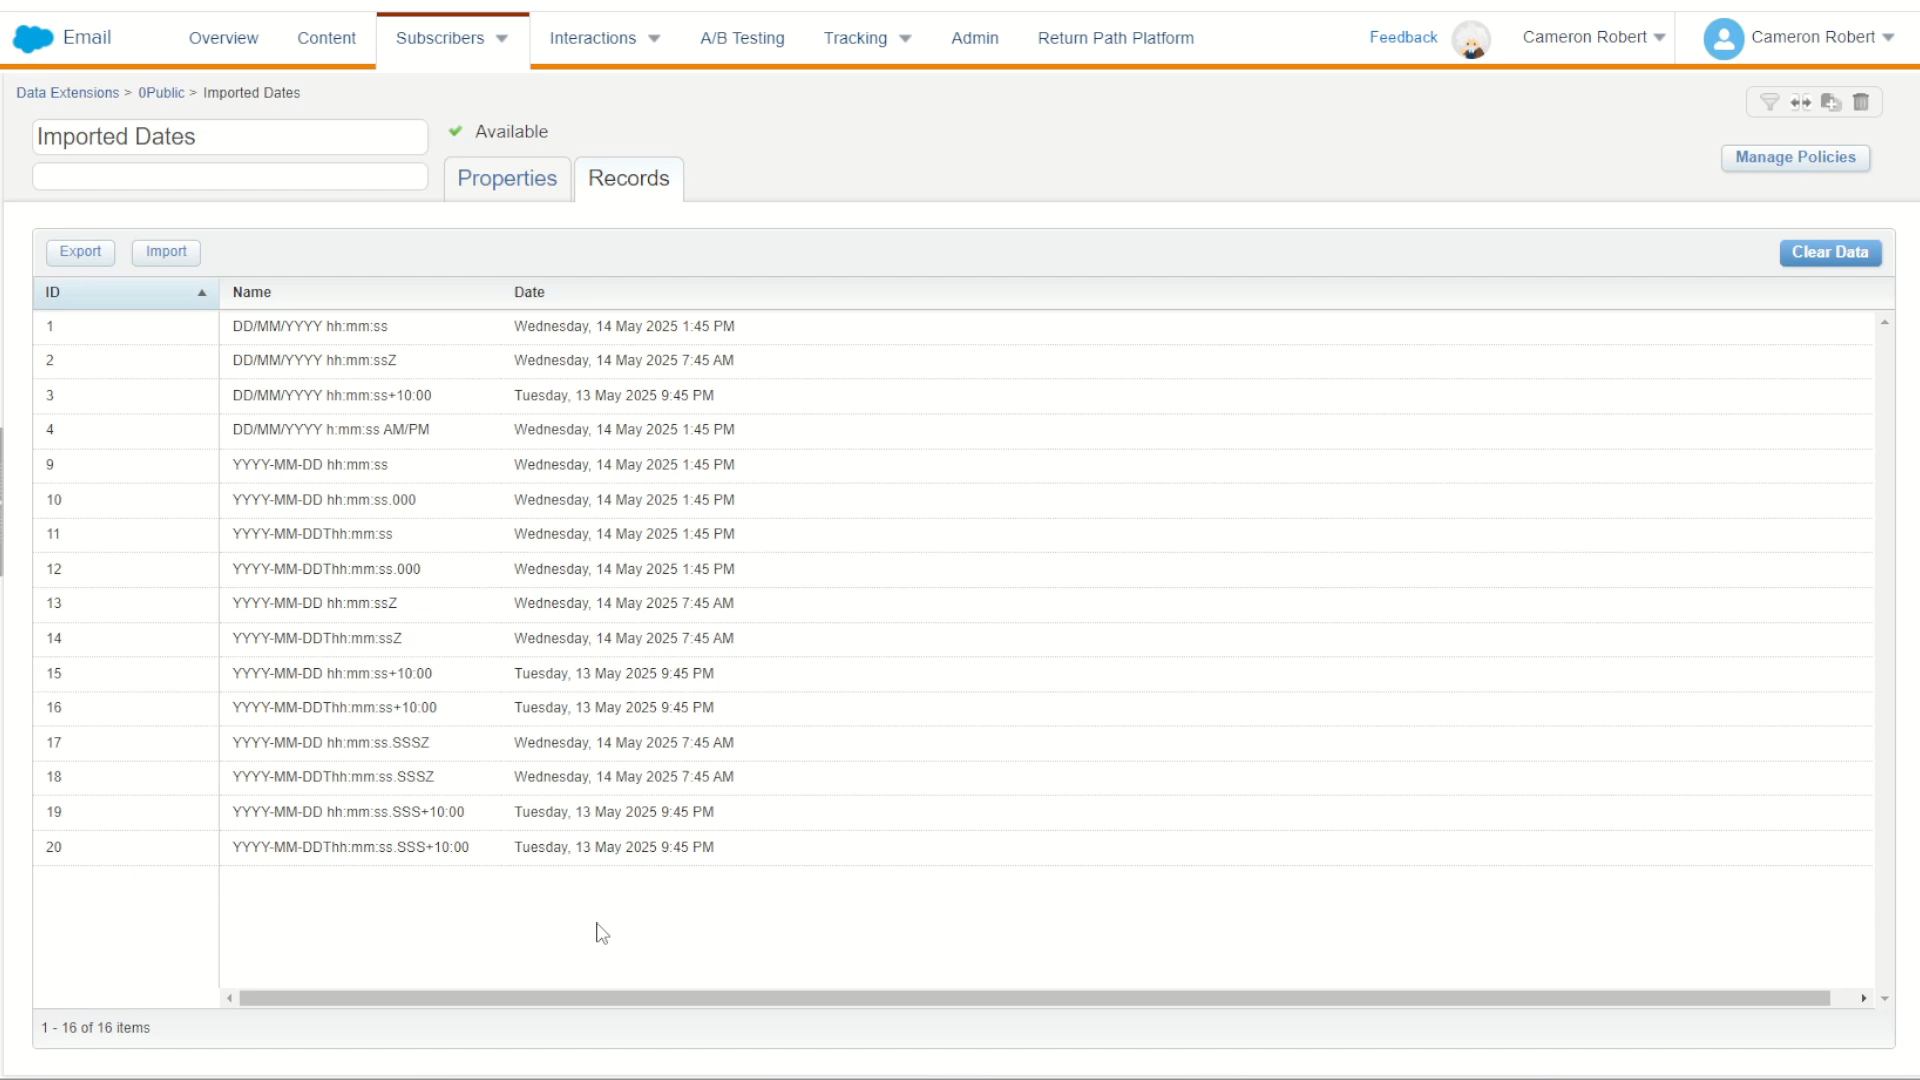 Email Overview Content Subscribers Interactions A/B Testing Tracking Admin Return Path Platform Feedback Cameron Robert Cameron Robert
Data Extensions > 0Public > Imported Dates
Imported Dates
Available
Manage Policies
Properties Records
Export Import Clear Data
ID Name Date
1 DD/MM/YYYY hh:mm:ss Wednesday, 14 May 2025 1:45 PM
2 DD/MM/YYYY hh:mm:ssZ Wednesday, 14 May 2025 7:45 AM
3 DD/MM/YYYY hh:mm:ss+10:00 Tuesday, 13 May 2025 9:45 PM
4 DD/MM/YYYY h:mm:ss AM/PM Wednesday, 14 May 2025 1:45 PM
9 YYYY-MM-DD hh:mm:ss Wednesday, 14 May 2025 1:45 PM
10 YYYY-MM-DD hh:mm:ss.000 Wednesday, 14 May 2025 1:45 PM
11 YYYY-MM-DDThh:mm:ss Wednesday, 14 May 2025 1:45 PM
12 YYYY-MM-DDThh:mm:ss.000 Wednesday, 14 May 2025 1:45 PM
13 YYYY-MM-DD hh:mm:ssZ Wednesday, 14 May 2025 7:45 AM
14 YYYY-MM-DDThh:mm:ssZ Wednesday, 14 May 2025 7:45 AM
15 YYYY-MM-DD hh:mm:ss+10:00 Tuesday, 13 May 2025 9:45 PM
16 YYYY-MM-DDThh:mm:ss+10:00 Tuesday, 13 May 2025 9:45 PM
17 YYYY-MM-DD hh:mm:ss.SSSZ Wednesday, 14 May 2025 7:45 AM
18 YYYY-MM-DDThh:mm:ss.SSSZ Wednesday, 14 May 2025 7:45 AM
19 YYYY-MM-DD hh:mm:ss.SSS+10:00 Tuesday, 13 May 2025 9:45 PM
20 YYYY-MM-DDThh:mm:ss.SSS+10:00 Tuesday, 13 May 2025 9:45 PM
1 - 16 of 16 items